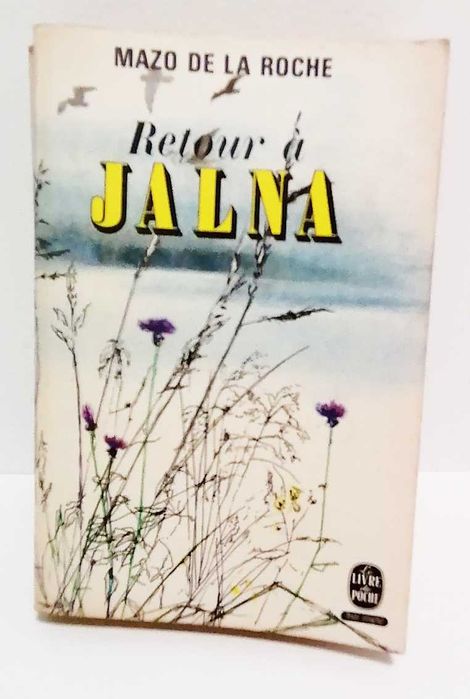 MAZO DE LA ROCHE
Retour à
JALNA
Le
LIVRE
de
POCHE